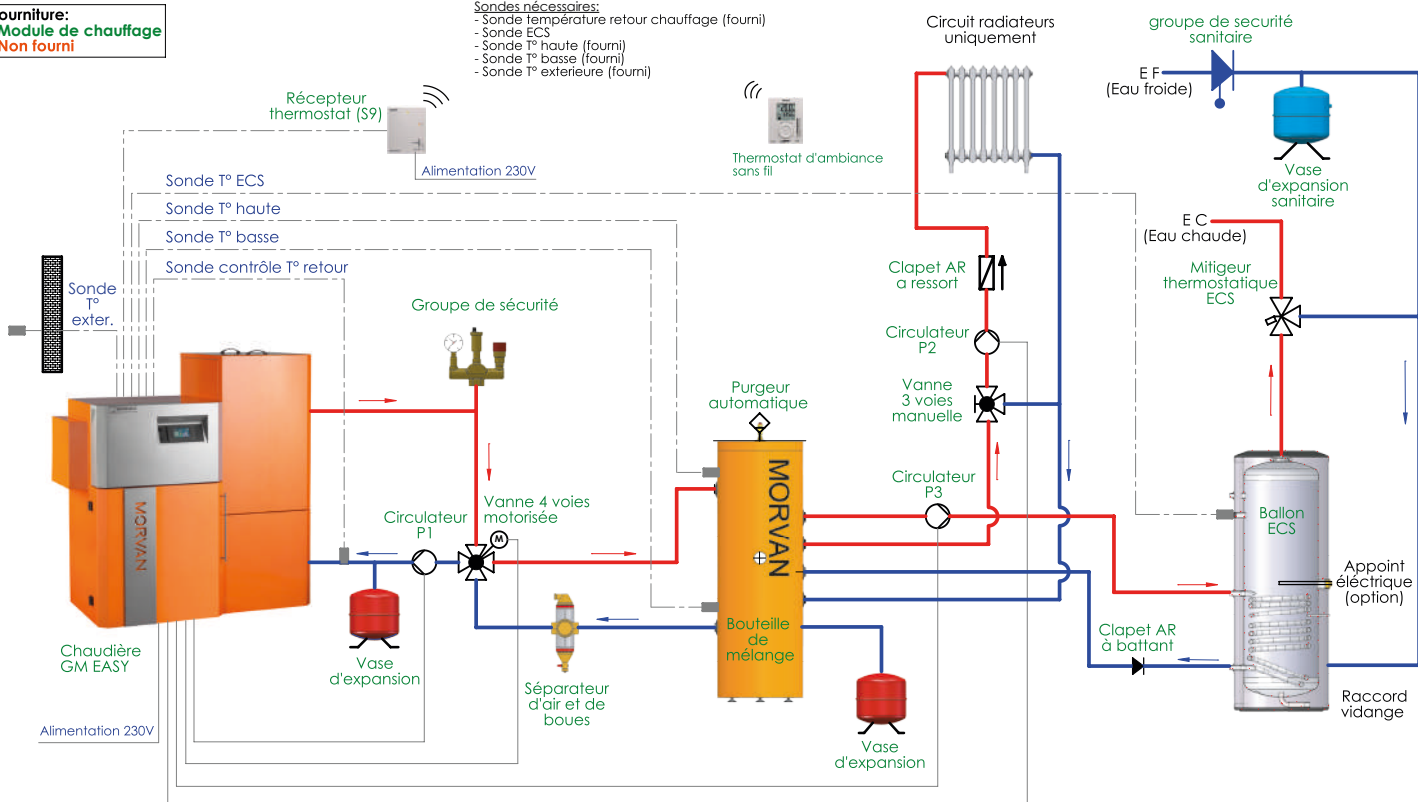 ourniture:
Module de chauffage
Non fourni
Sondes nécessaires:
- Sonde température retour chauffage (fourni)
- Sonde ECS
- Sonde T° haute (fourni)
- Sonde T° basse (fourni)
- Sonde T° exterieure (fourni)
Circuit radiateurs
uniquement
groupe de securité
sanitaire
E F
(Eau froide)
Récepteur
thermostat (S9)
Alimentation 230V
Thermostat d'ambiance
sans fil
Vase
d'expansion
sanitaire
Sonde T° ECS
Sonde T° haute
Sonde T° basse
Sonde contrôle T° retour
Sonde
T°
exter.
E C
(Eau chaude)
Mitigeur
thermostatique
ECS
Clapet AR
a ressort
Groupe de sécurité
Circulateur
P2
Purgeur
automatique
Vanne
3 voies
manuelle
Circulateur
P3
Circulateur
P1
Vanne 4 voies
motorisée
M
MORVAN
MORVAN
Ballon
ECS
Appoint
électrique
(option)
Bouteille
de
mélange
Clapet AR
à battant
Chaudière
GM EASY
Vase
d'expansion
Séparateur
d'air et de
boues
Raccord
vidange
Alimentation 230V
Vase
d'expansion